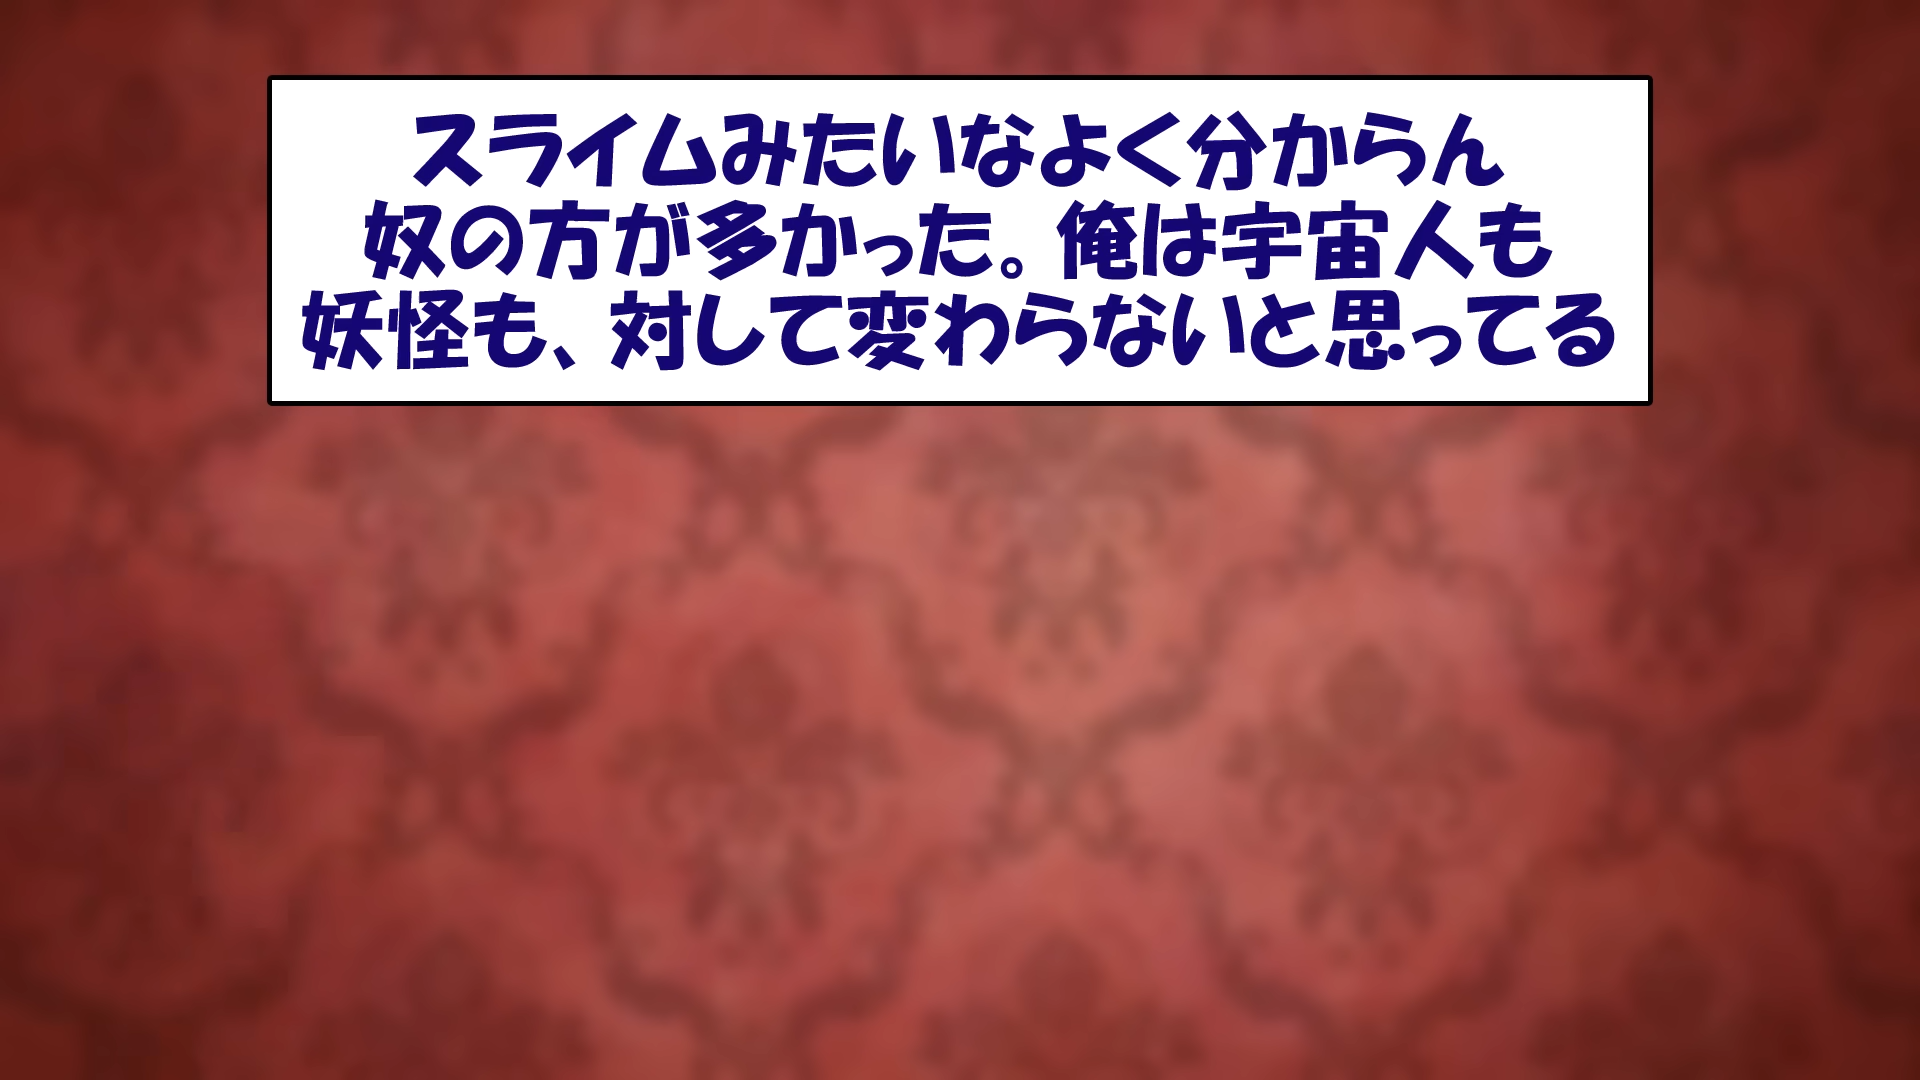 スライムみたいなよく分からん
奴の方が多かった。俺は宇宙人も
妖怪も、対して変わらないと思ってる